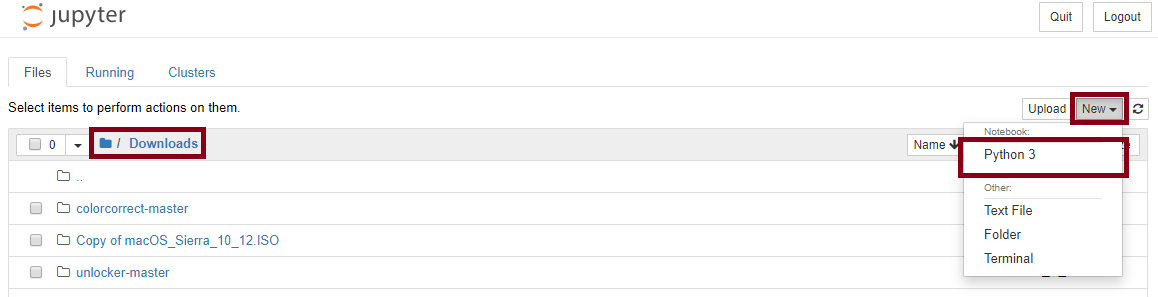 jupyter
Quit Logout
Files Running Clusters
Select items to perform actions on them.
Upload New
0 / Downloads Name
Notebook:
Python 3
..
Other:
colorcorrect-master
Text File
Copy of macOS_Sierra_10_12.ISO
Folder
unlocker-master
Terminal